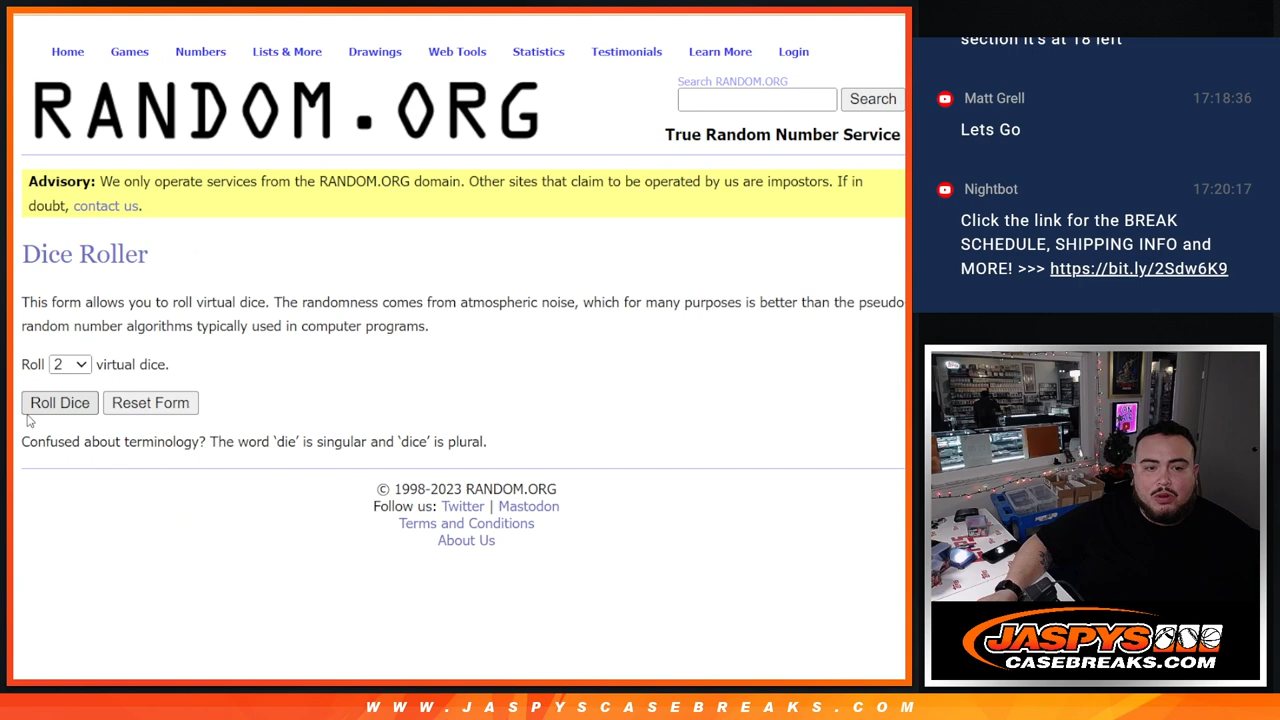 Home Games Numbers Lists & More Drawings Web Tools Statistics Testimonials Learn More Login
RANDOM.ORG
Search RANDOM.ORG
Search
True Random Number Service
Advisory: We only operate services from the RANDOM.ORG domain. Other sites that claim to be operated by us are impostors. If in
doubt, contact us.
Dice Roller
This form allows you to roll virtual dice. The randomness comes from atmospheric noise, which for many purposes is better than the pseudo
random number algorithms typically used in computer programs.
Roll 2 virtual dice.
Roll Dice Reset Form
Confused about terminology? The word ‘die’ is singular and ‘dice’ is plural.
© 1998-2023 RANDOM.ORG
Follow us: Twitter | Mastodon
Terms and Conditions
About Us
section it's at 18 left
Matt Grell 17:18:36
Lets Go
Nightbot 17:20:17
Click the link for the BREAK
SCHEDULE, SHIPPING INFO and
MORE! >>> https://bit.ly/2Sdw6K9
JASPYS
CASEBREAKS.COM
WWW.JASPYSCASEBREAKS.COM